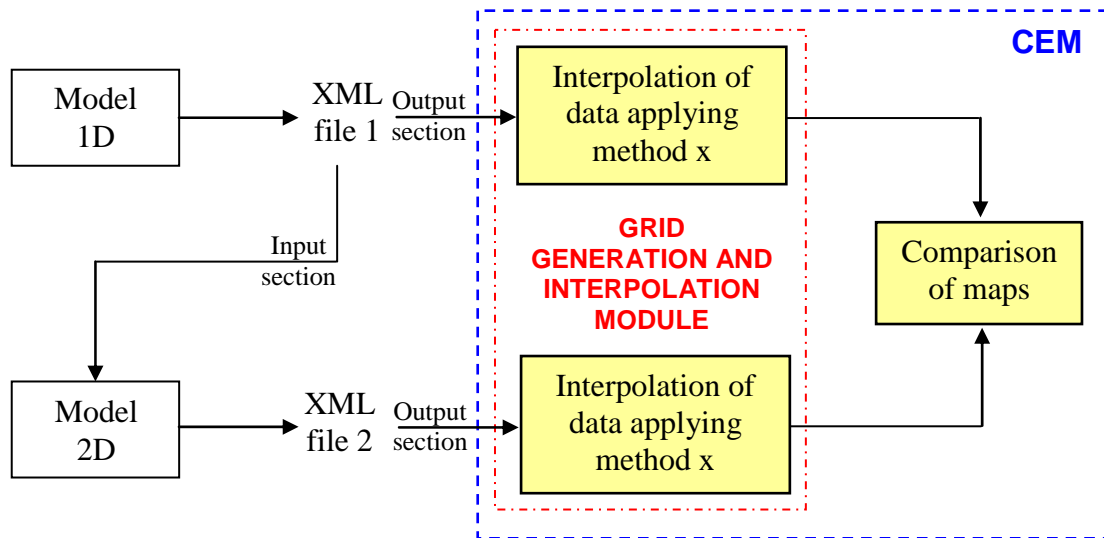 CEM
Model
1D
XML
file 1
Output
section
Interpolation of
data applying
method x
Input
section
GRID
GENERATION AND
INTERPOLATION
MODULE
Comparison
of maps
Model
2D
XML
file 2
Output
section
Interpolation of
data applying
method x